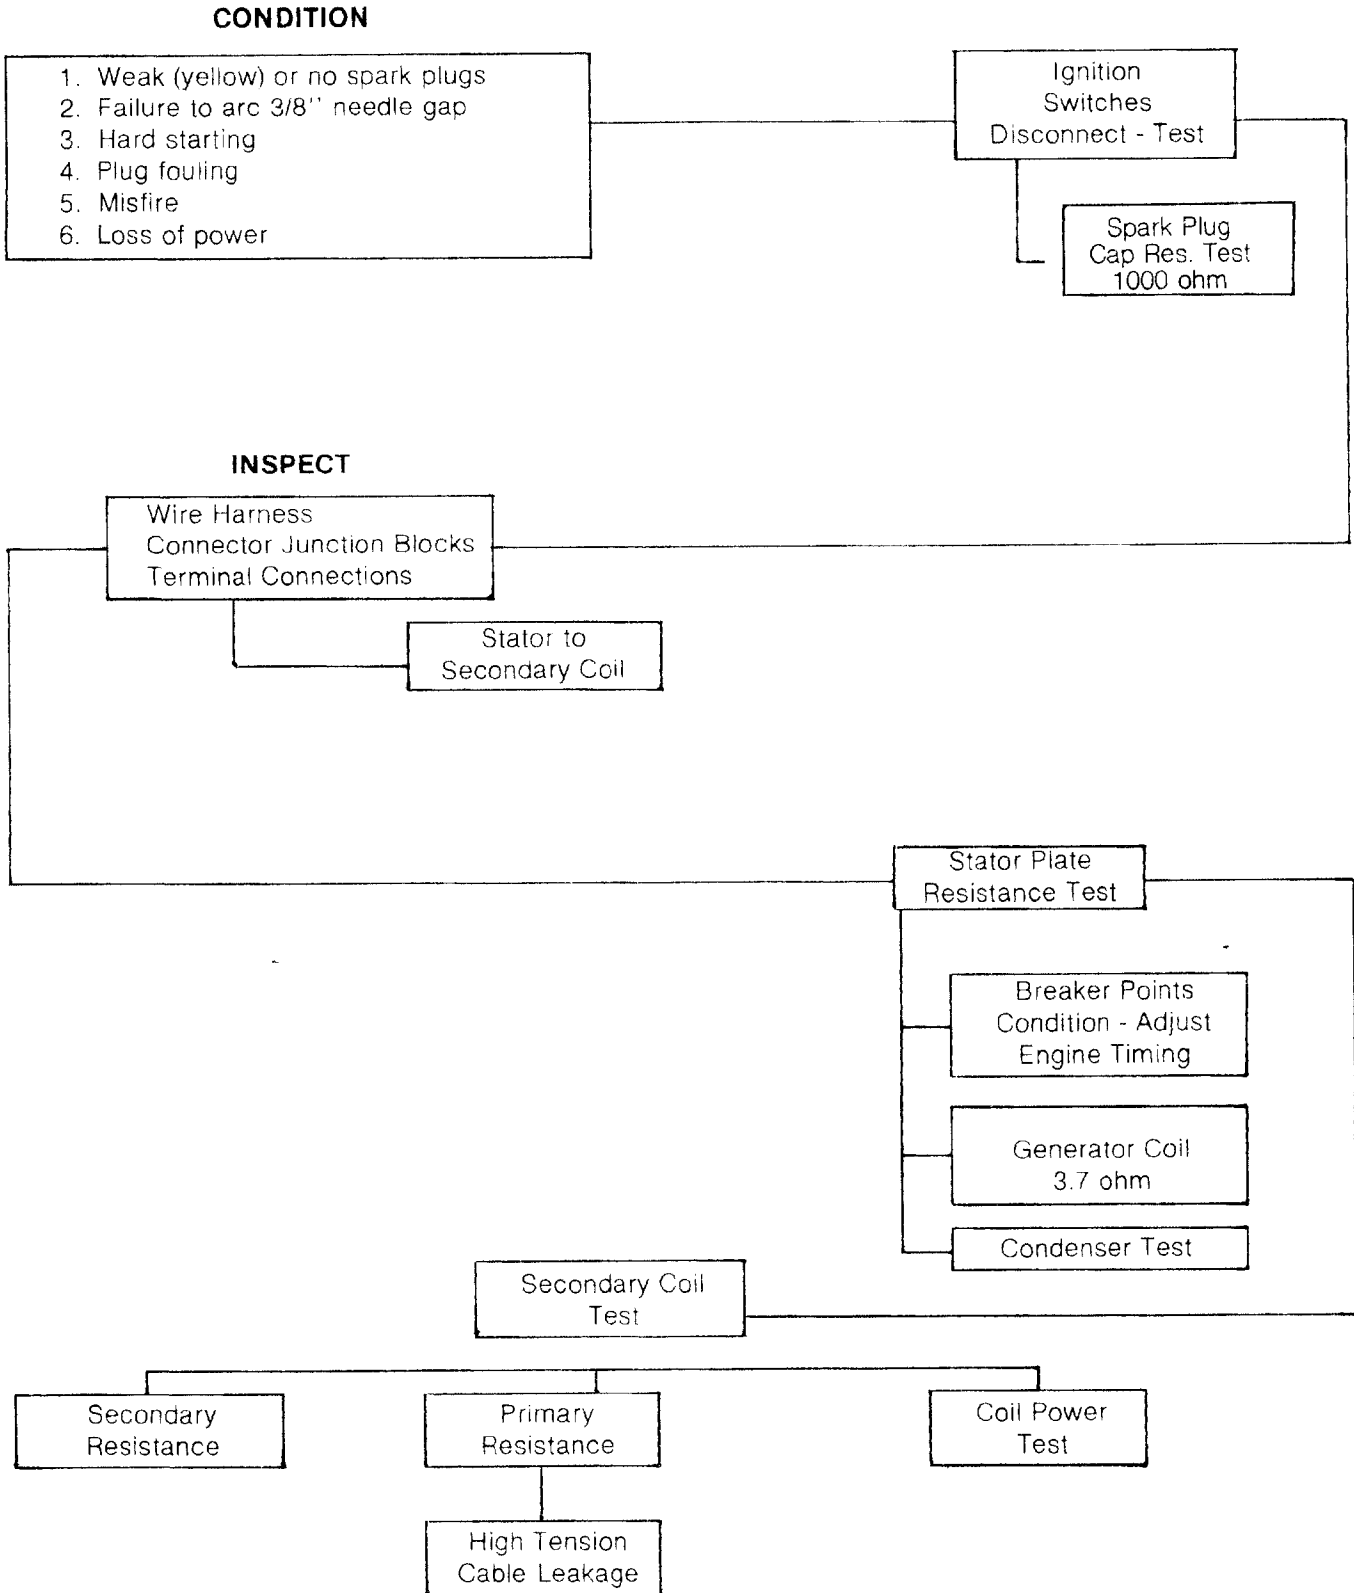 CONDITION
1. Weak (yellow) or no spark plugs
2. Failure to arc 3/8'' needle gap
3. Hard starting
4. Plug fouling
5. Misfire
6. Loss of power
Ignition
Switches
Disconnect - Test
Spark Plug
Cap Res. Test
1000 ohm
INSPECT
Wire Harness
Connector Junction Blocks
Terminal Connections
Stator to
Secondary Coil
Stator Plate
Resistance Test
Breaker Points
Condition - Adjust
Engine Timing
Generator Coil
3.7 ohm
Condenser Test
Secondary Coil
Test
Secondary
Resistance
Primary
Resistance
Coil Power
Test
High Tension
Cable Leakage